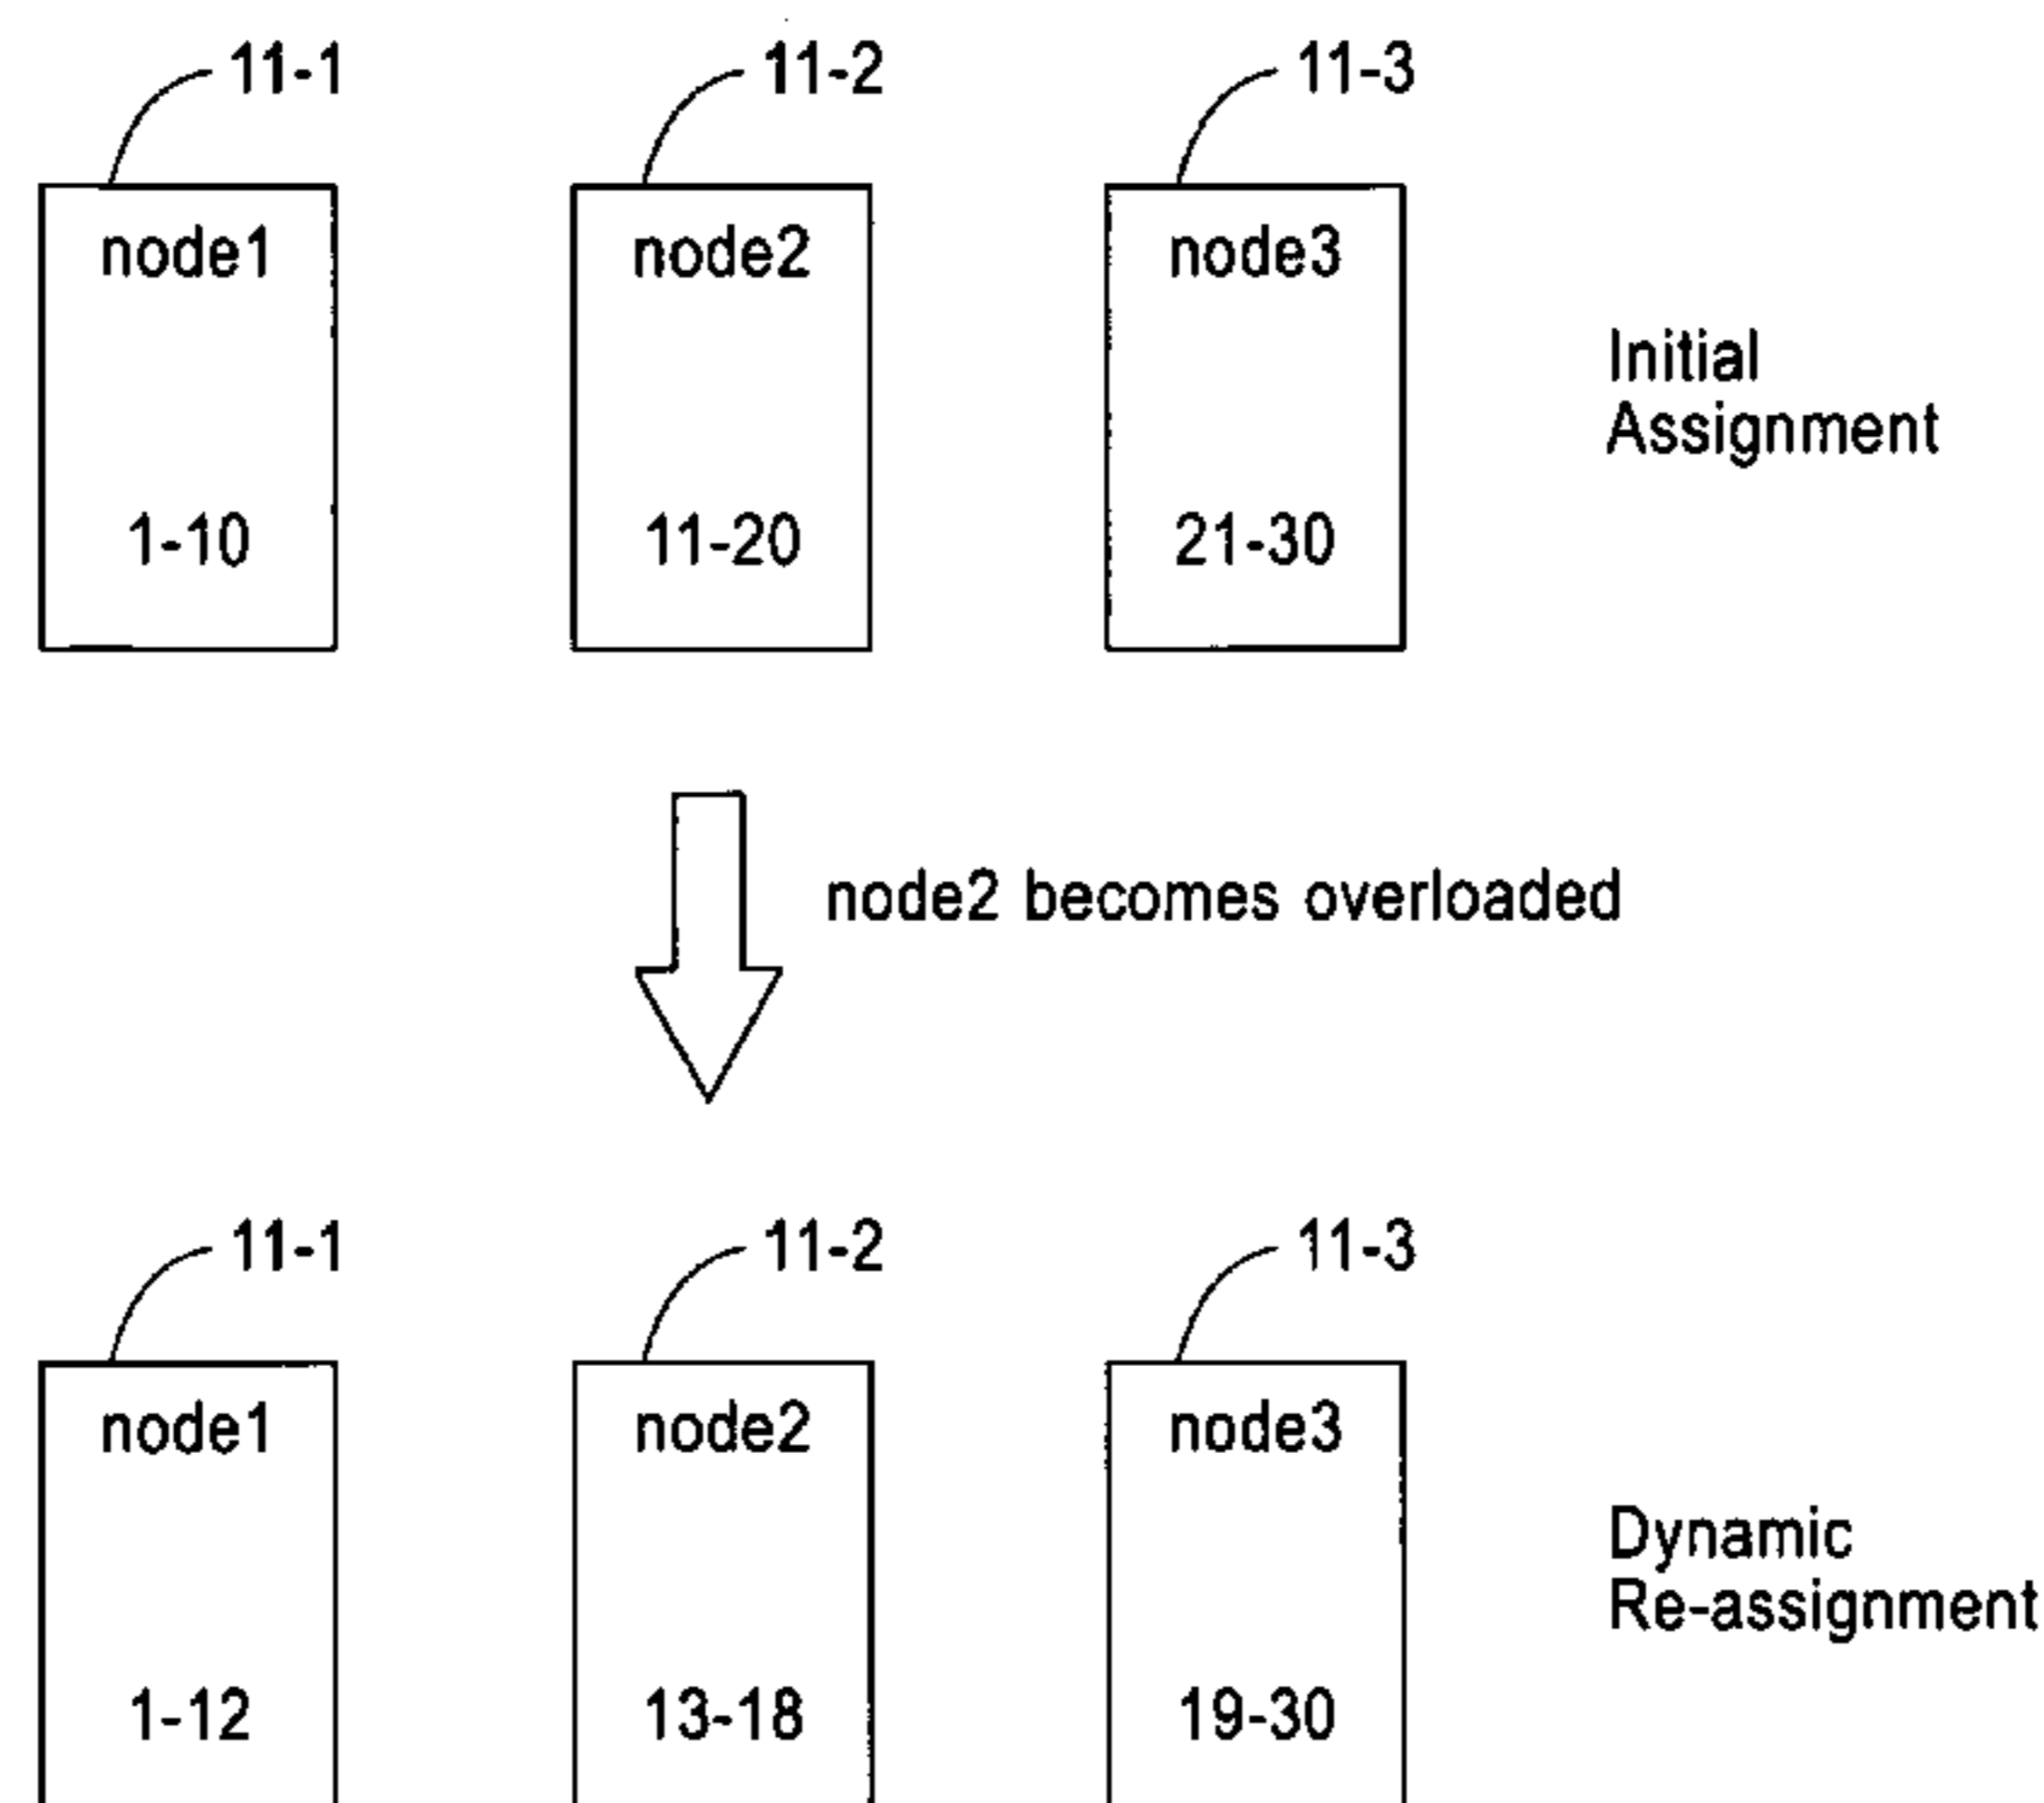 11-1 11-2 11-3
node1 node2 node3
Initial
Assignment
1-10 11-20 21-30
node2 becomes overloaded
11-1 11-2 11-3
node1 node2 node3
Dynamic
Re-assignment
1-12 13-18 19-30